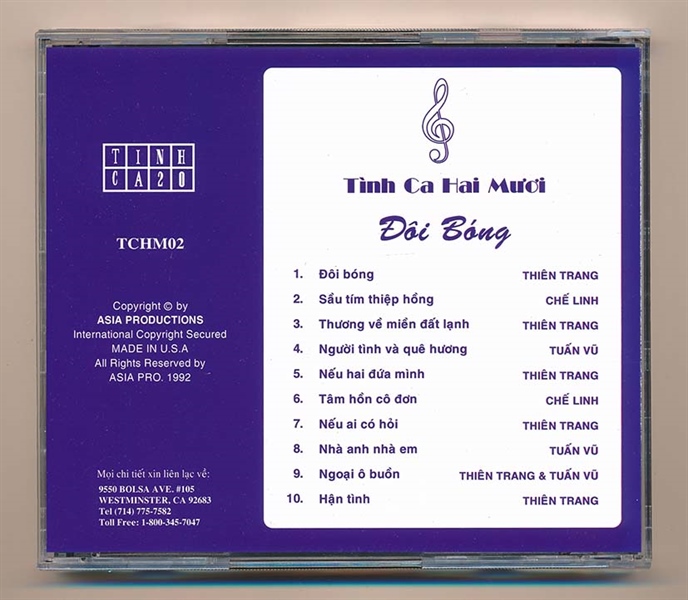 TINH
CA20
TCHM02
Copyright © by
ASIA PRODUCTIONS
International Copyright Secured
MADE IN U.S.A
All Rights Reserved by
ASIA PRO. 1992
Mọi chi tiết xin liên lạc về:
9550 BOLSA AVE. #105
WESTMINSTER, CA 92683
Tel (714) 775-7582
Toll Free: 1-800-345-7047
Tình Ca Hai Mươi
Đôi Bóng
1. Đôi bóng THIÊN TRANG
2. Sầu tím thiệp hồng CHẾ LINH
3. Thương về miền đất lạnh THIÊN TRANG
4. Người tình và quê hương TUẤN VŨ
5. Nếu hai đứa mình THIÊN TRANG
6. Tâm hồn cô đơn CHẾ LINH
7. Nếu ai có hỏi THIÊN TRANG
8. Nhà anh nhà em TUẤN VŨ
9. Ngoại ô buồn THIÊN TRANG & TUẤN VŨ
10. Hận tình THIÊN TRANG